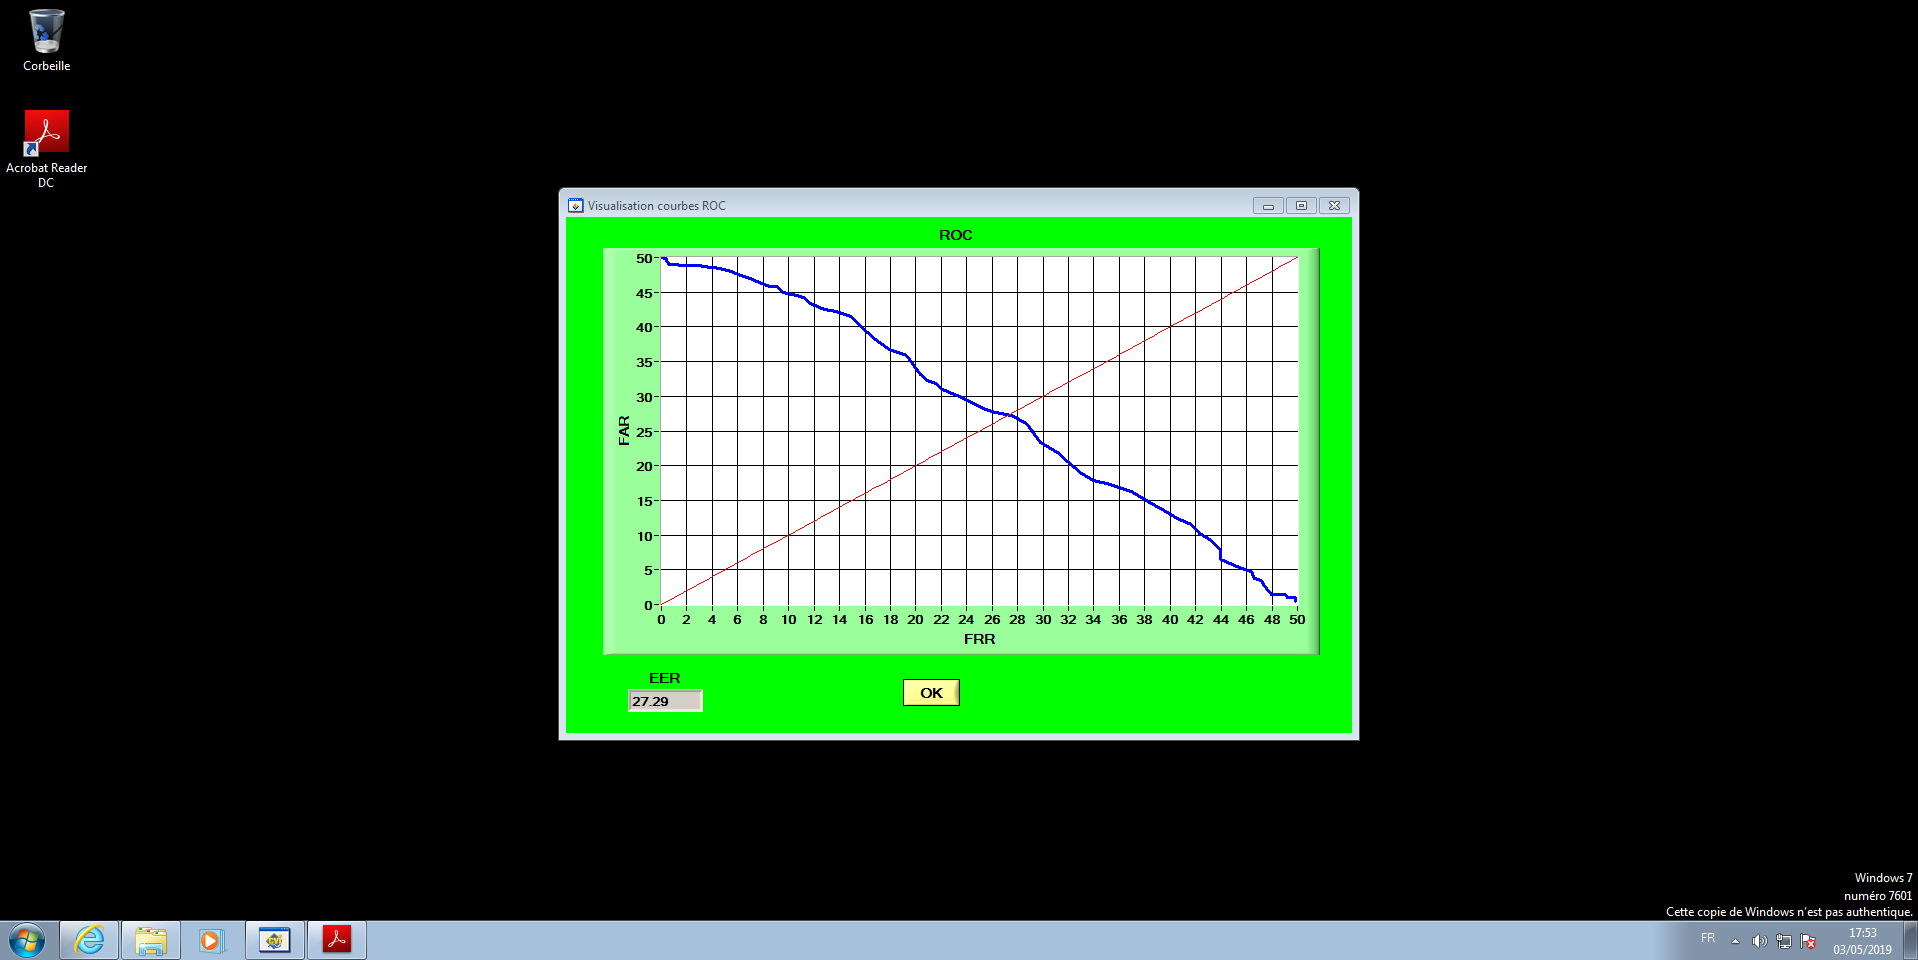 Corbeille
Acrobat Reader
DC
Visualisation courbes ROC
ROC
50
45
40
35
30
25
20
15
10
5
0
FAR
0 2 4 6 8 10 12 14 16 18 20 22 24 26 28 30 32 34 36 38 40 42 44 46 48 50
FRR
EER
27.29
OK
Windows 7
numéro 7601
Cette copie de Windows n'est pas authentique.
FR
17:53
03/05/2019